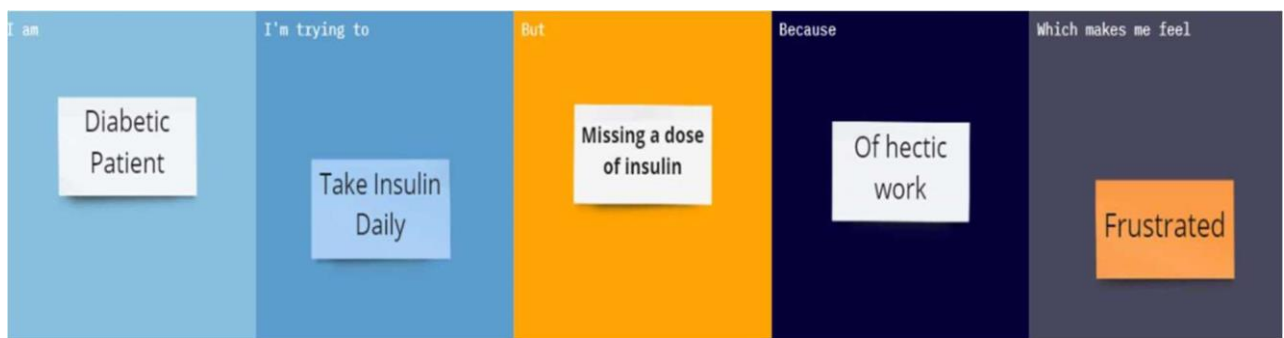 I am
Diabetic
Patient
I'm trying to
Take Insulin
Daily
But
Missing a dose
of insulin
Because
Of hectic
work
Which makes me feel
Frustrated